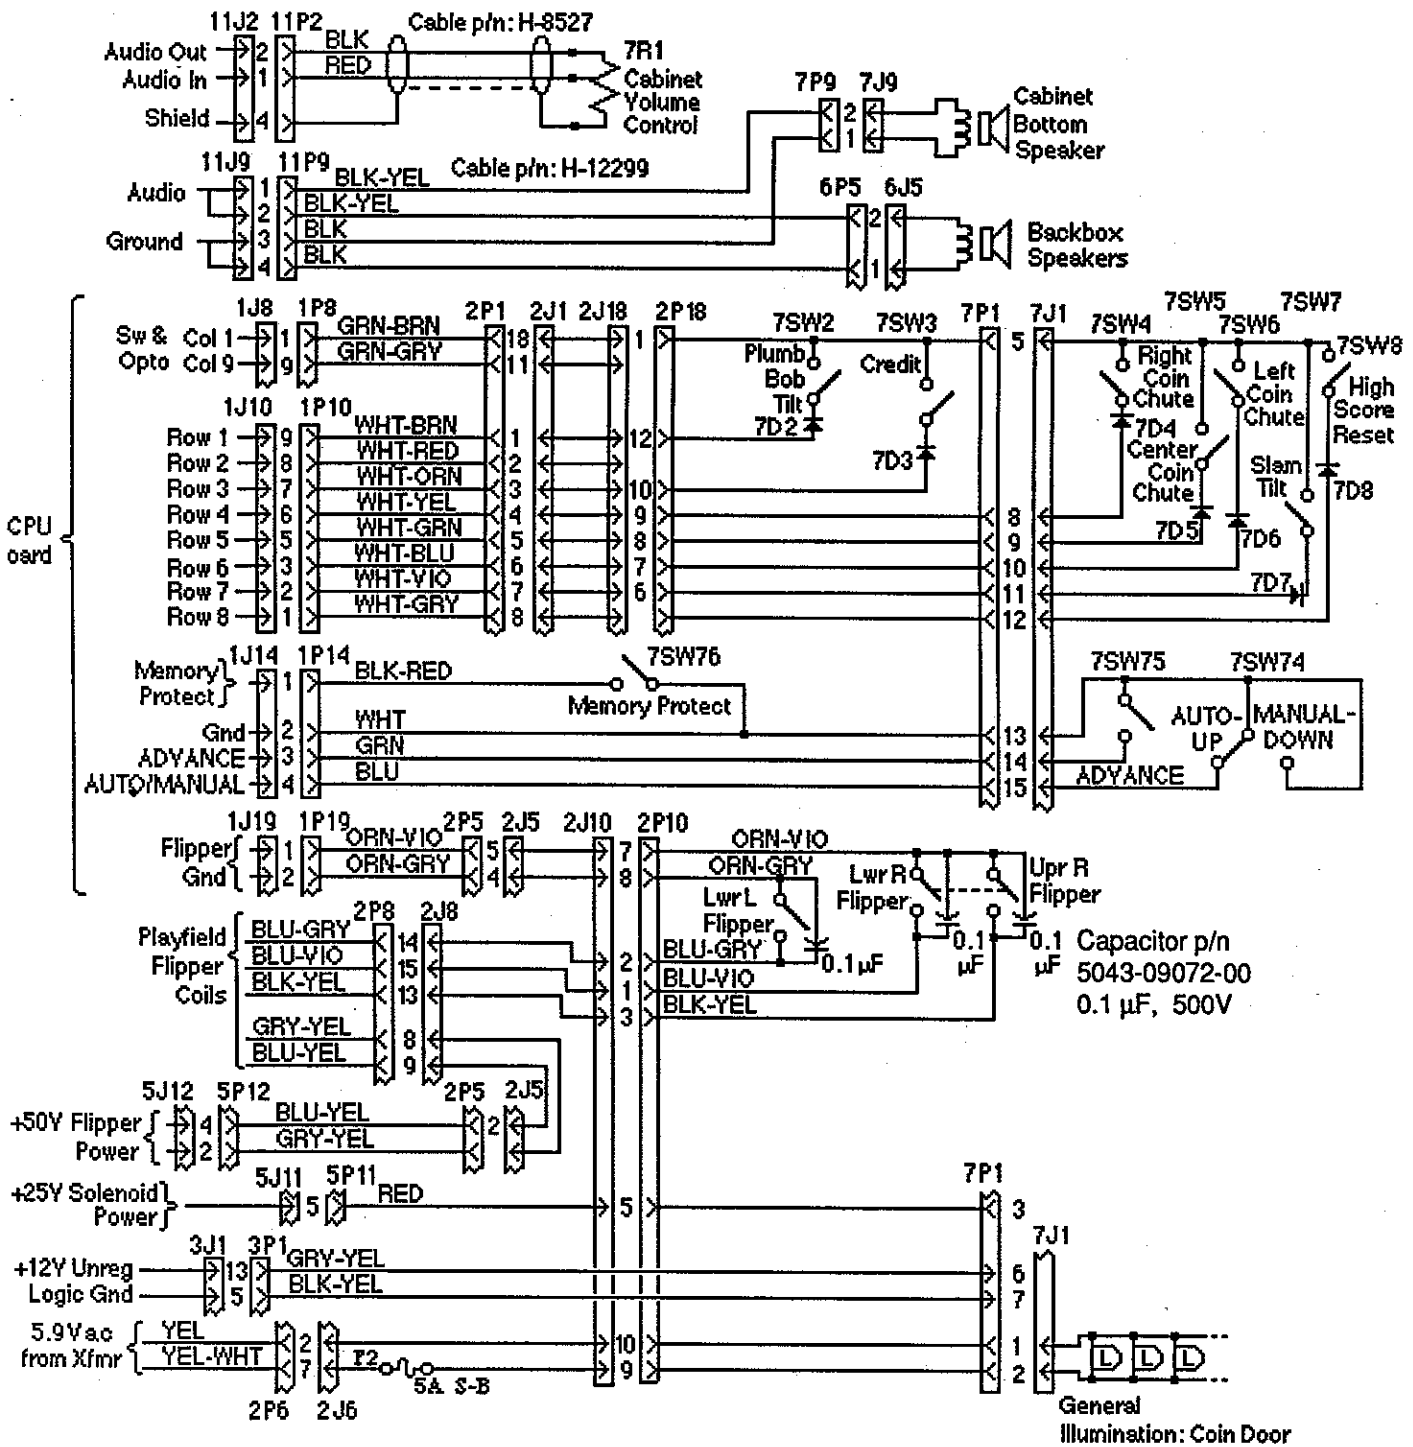 11J2 11P2 Cable p/n: H-8527
Audio Out 2 BLK 7R1
Audio In 1 RED Cabinet
Volume
Control
Shield 4
7P9 7J9
2
1
Cabinet
Bottom
Speaker
11J9 11P9 Cable p/n: H-12299
Audio 1 BLK-YEL
2 BLK-YEL
Ground 3 BLK
4 BLK
6P5 6J5
2
1
Backbox
Speakers
1J8 1P8 2P1 2J1 2J18 2P18 7SW2 7SW3 7P1 7J1 7SW4 7SW5 7SW6 7SW7 7SW8
Sw & Col 1 1 GRN-BRN 18 1 5
Opto Col 9 9 GRN-GRY 11
Plumb
Bob
Tilt
7D2
Credit
7D3
Right
Coin
Chute
7D4
Center
Coin
Chute
7D5
Left
Coin
Chute
7D6
Slam
Tilt
7D7
High
Score
Reset
7D8
1J10 1P10
Row 1 9 WHT-BRN 1 12
Row 2 8 WHT-RED 2
Row 3 7 WHT-ORN 3 10
Row 4 6 WHT-YEL 4 9 8
Row 5 5 WHT-GRN 5 8 9
Row 6 3 WHT-BLU 6 7 10
Row 7 2 WHT-VIO 7 6 11
Row 8 1 WHT-GRY 8 12
CPU
oard
1J14 1P14 7SW76 7SW75 7SW74
Memory
Protect 1 BLK-RED
Memory Protect
Gnd 2 WHT 13
ADVANCE 3 GRN 14
AUTO/MANUAL 4 BLU 15 ADVANCE
AUTO-
UP
MANUAL-
DOWN
1J19 1P19 2P5 2J5 2J10 2P10
Flipper 1 ORN-VIO 5 7 ORN-VIO
Gnd 2 ORN-GRY 4 8 ORN-GRY
Lwr L
Flipper
0.1 µF
Lwr R
Flipper
0.1
µF
Upr R
Flipper
0.1
µF
Capacitor p/n
5043-09072-00
0.1 µF, 500V
2P8 2J8
Playfield
Flipper
Coils
BLU-GRY 14 2 BLU-GRY
BLU-VIO 15 1 BLU-VIO
BLK-YEL 13 3 BLK-YEL
GRY-YEL 8
BLU-YEL 9
5J12 5P12 2P5 2J5
+50V Flipper
Power
4 BLU-YEL 2
2 GRY-YEL
5J11 5P11 7P1
+25V Solenoid
Power
5 RED 5 3
3J1 3P1 7J1
+12V Unreg 13 GRY-YEL 6
Logic Gnd 5 BLK-YEL 7
5.9Vac
from Xfmr
YEL 2 10 1
YEL-WHT 7 F2 5A S-B 9 2
L L L
2P6 2J6
General
Illumination: Coin Door